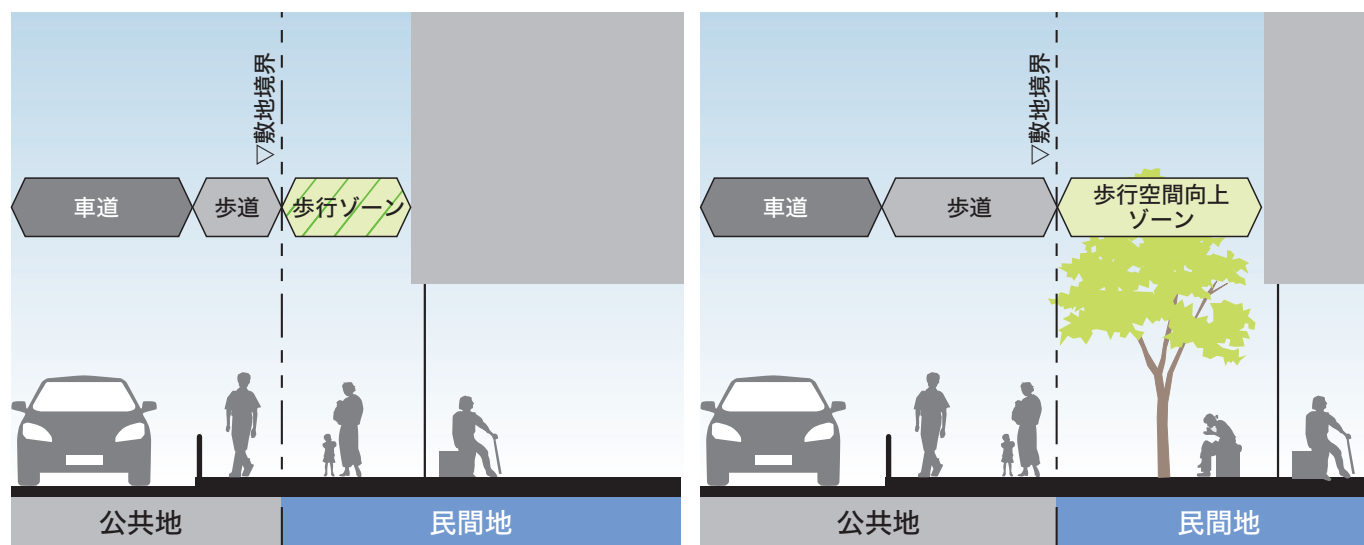 ▽敷地境界
車道
歩道
歩行ゾーン
公共地
民間地
▽敷地境界
車道
歩道
歩行空間向上
ゾーン
公共地
民間地